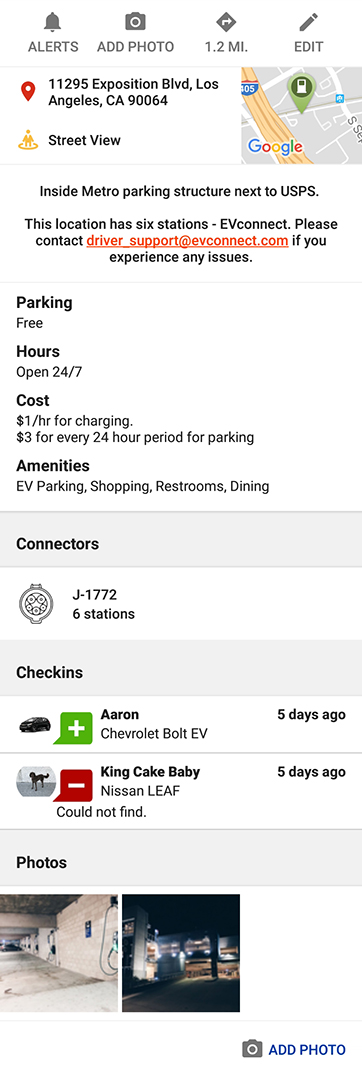 ALERTS ADD PHOTO 1.2 MI. EDIT
11295 Exposition Blvd, Los
Angeles, CA 90064
405
Google
Street View
Inside Metro parking structure next to USPS.
This location has six stations - EVconnect. Please
contact driver_support@evconnect.com if you
experience any issues.
Parking
Free
Hours
Open 24/7
Cost
$1/hr for charging.
$3 for every 24 hour period for parking
Amenities
EV Parking, Shopping, Restrooms, Dining
Connectors
J-1772
6 stations
Checkins
Aaron 5 days ago
Chevrolet Bolt EV
King Cake Baby 5 days ago
Nissan LEAF
Could not find.
Photos
ADD PHOTO